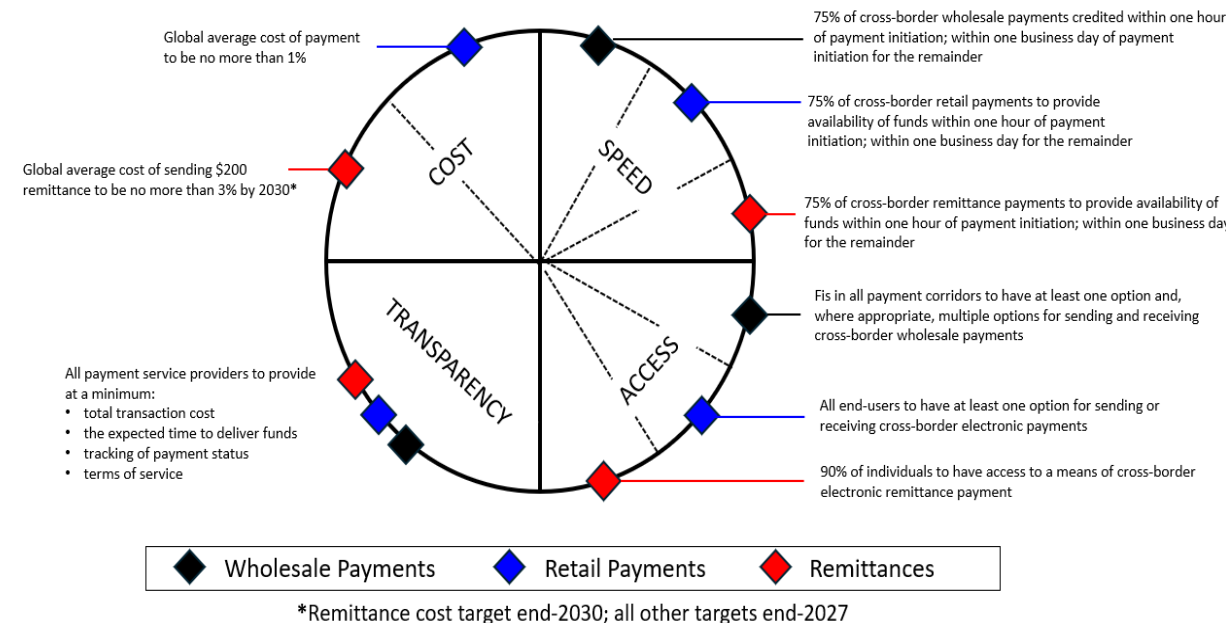 Global average cost of payment
to be no more than 1%
Global average cost of sending $200
remittance to be no more than 3% by 2030*
All payment service providers to provide
at a minimum:
• total transaction cost
• the expected time to deliver funds
• tracking of payment status
• terms of service
COST
SPEED
TRANSPARENCY
ACCESS
75% of cross-border wholesale payments credited within one hour
of payment initiation; within one business day of payment
initiation for the remainder
75% of cross-border retail payments to provide
availability of funds within one hour of payment
initiation; within one business day for the remainder
75% of cross-border remittance payments to provide availability of
funds within one hour of payment initiation; within one business day
for the remainder
Fis in all payment corridors to have at least one option and,
where appropriate, multiple options for sending and receiving
cross-border wholesale payments
All end-users to have at least one option for sending or
receiving cross-border electronic payments
90% of individuals to have access to a means of cross-border
electronic remittance payment
Wholesale Payments
Retail Payments
Remittances
*Remittance cost target end-2030; all other targets end-2027